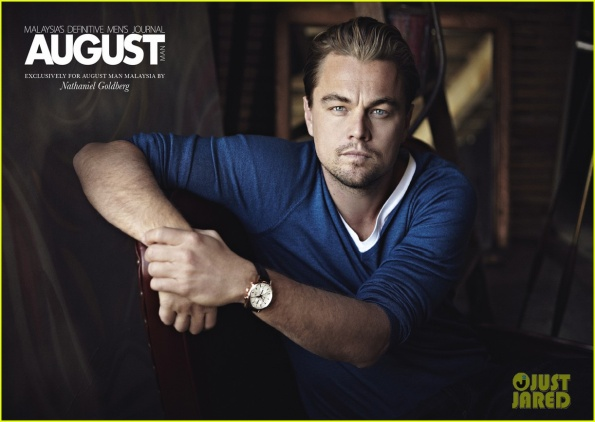 MALAYSIA'S DEFINITIVE MEN'S JOURNAL
AUGUST MAN
EXCLUSIVELY FOR AUGUST MAN MALAYSIA BY
Nathaniel Goldberg
JUST
JARED